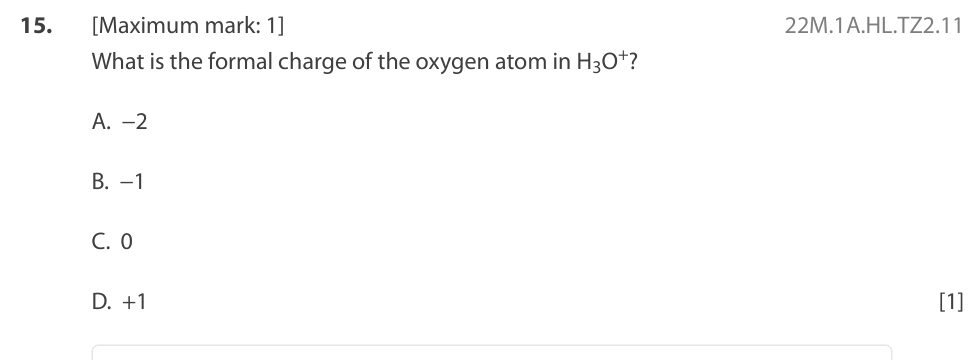 15. [Maximum mark: 1] 22M.1A.HL.TZ2.11
What is the formal charge of the oxygen atom in H₃O⁺?
A. −2
B. −1
C. 0
D. +1 [1]